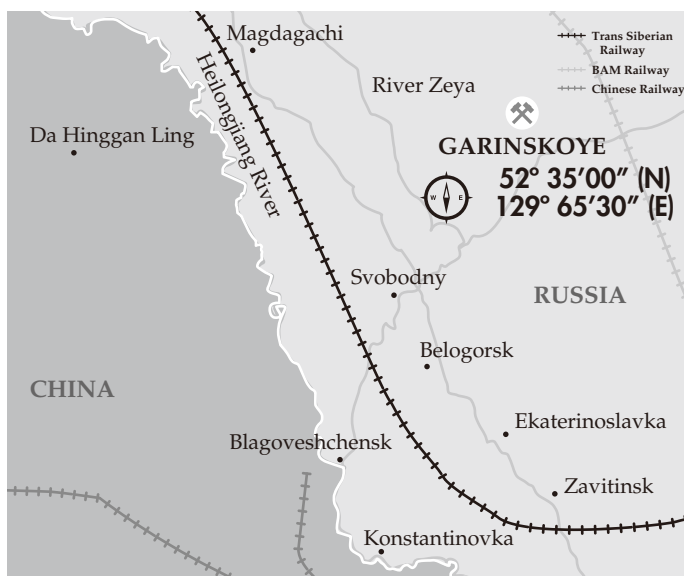 Magdagachi
Trans Siberian
Railway
BAM Railway
Chinese Railway
Heilongjiang River
River Zeya
Da Hinggan Ling
GARINSKOYE
52° 35’00” (N)
129° 65’30” (E)
W E
Svobodny
RUSSIA
Belogorsk
CHINA
Ekaterinoslavka
Blagoveshchensk
Zavitinsk
Konstantinovka